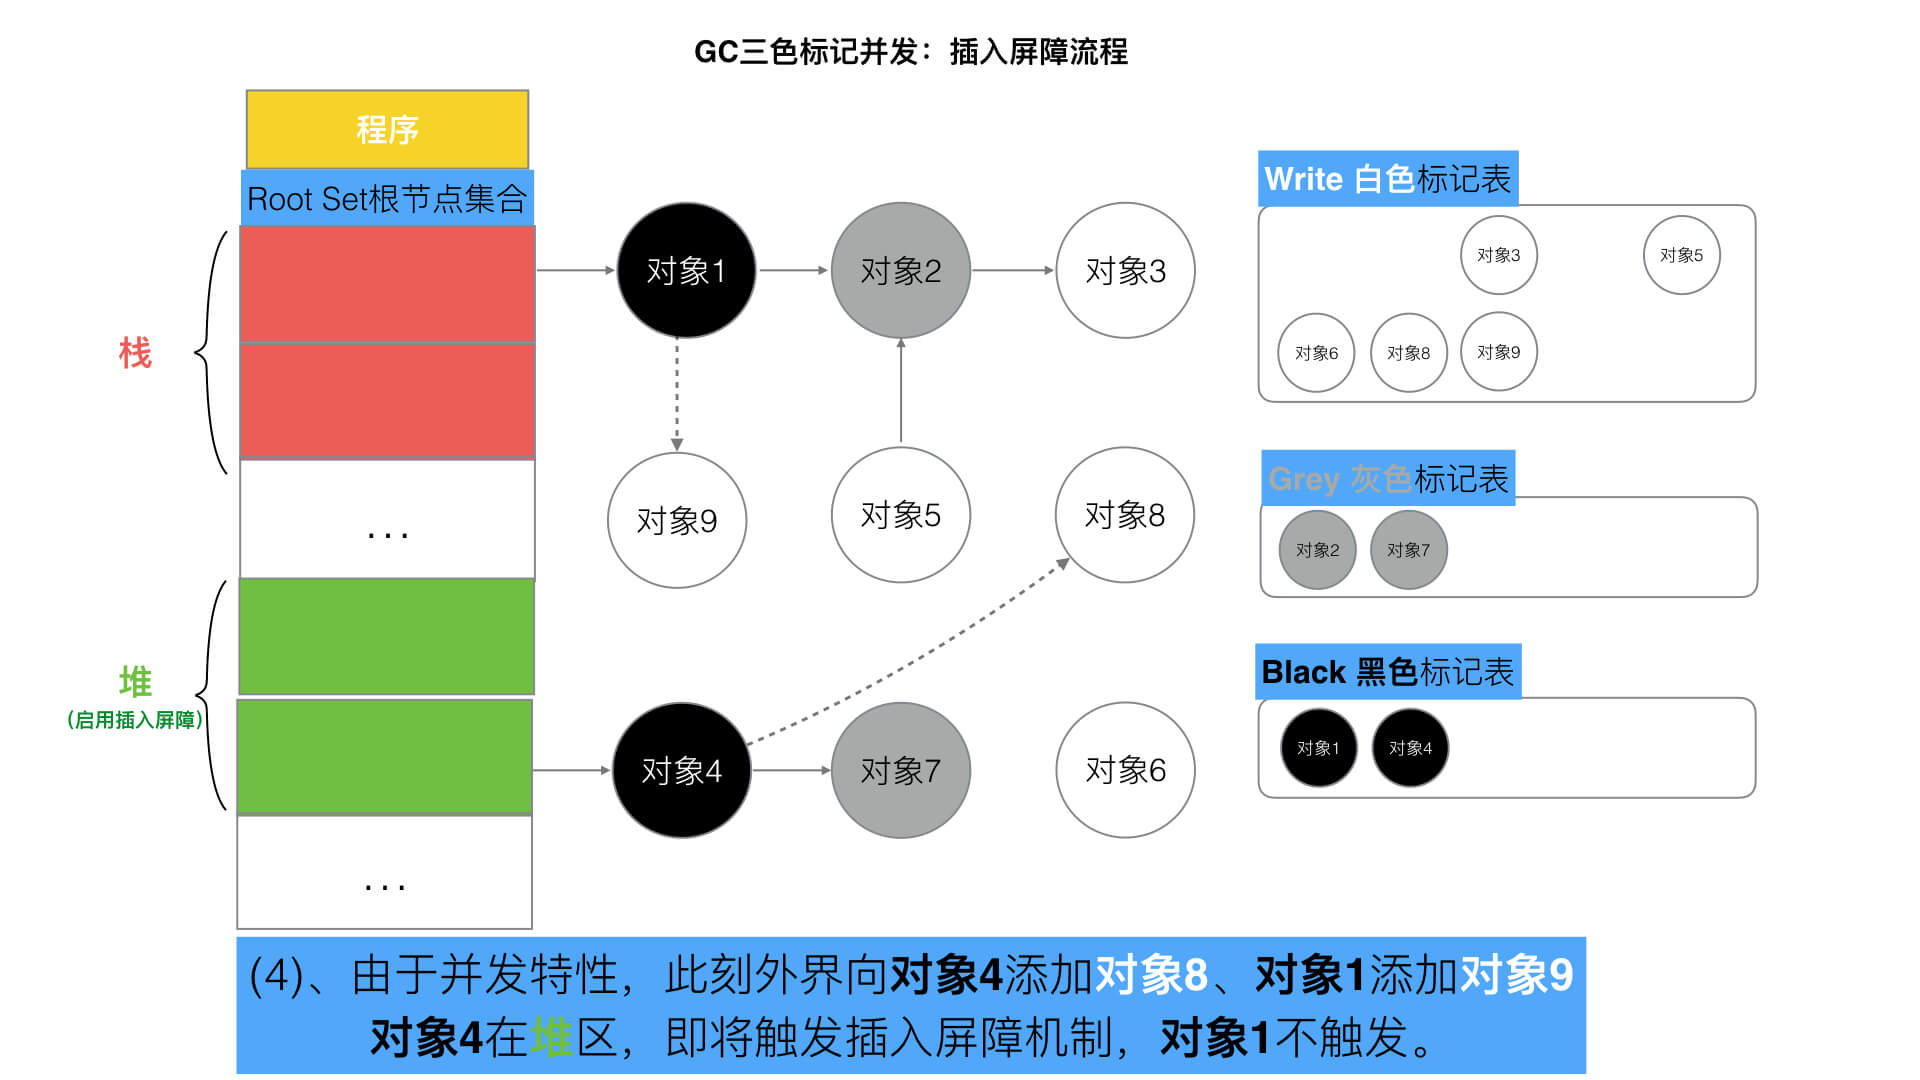 GC三色标记并发：插入屏障流程
程序
Root Set根节点集合
栈
...
堆
（启用插入屏障）
...
对象1
对象2
对象3
对象9
对象5
对象8
对象4
对象7
对象6
Write 白色标记表
对象3
对象5
对象6
对象8
对象9
Grey 灰色标记表
对象2
对象7
Black 黑色标记表
对象1
对象4
(4)、由于并发特性，此刻外界向对象4添加对象8、对象1添加对象9
对象4在堆区，即将触发插入屏障机制，对象1不触发。